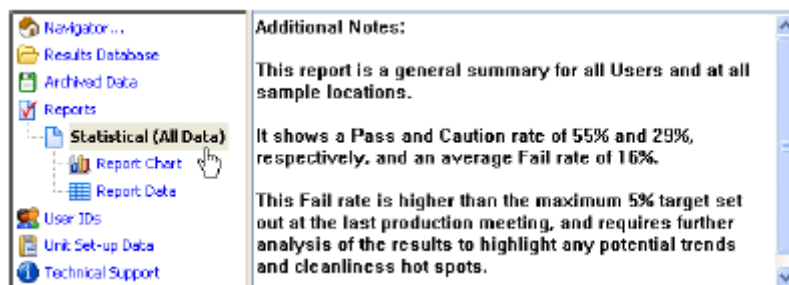 Navigator...
Results Database
Archived Data
Reports
Statistical (All Data)
Report Chart
Report Data
User IDs
Unit Set-up Data
Technical Support
Additional Notes:
This report is a general summary for all Users and at all
sample locations.
It shows a Pass and Caution rate of 55% and 29%,
respectively, and an average Fail rate of 16%.
This Fail rate is higher than the maximum 5% target set
out at the last production meeting, and requires further
analysis of the results to highlight any potential trends
and cleanliness hot spots.